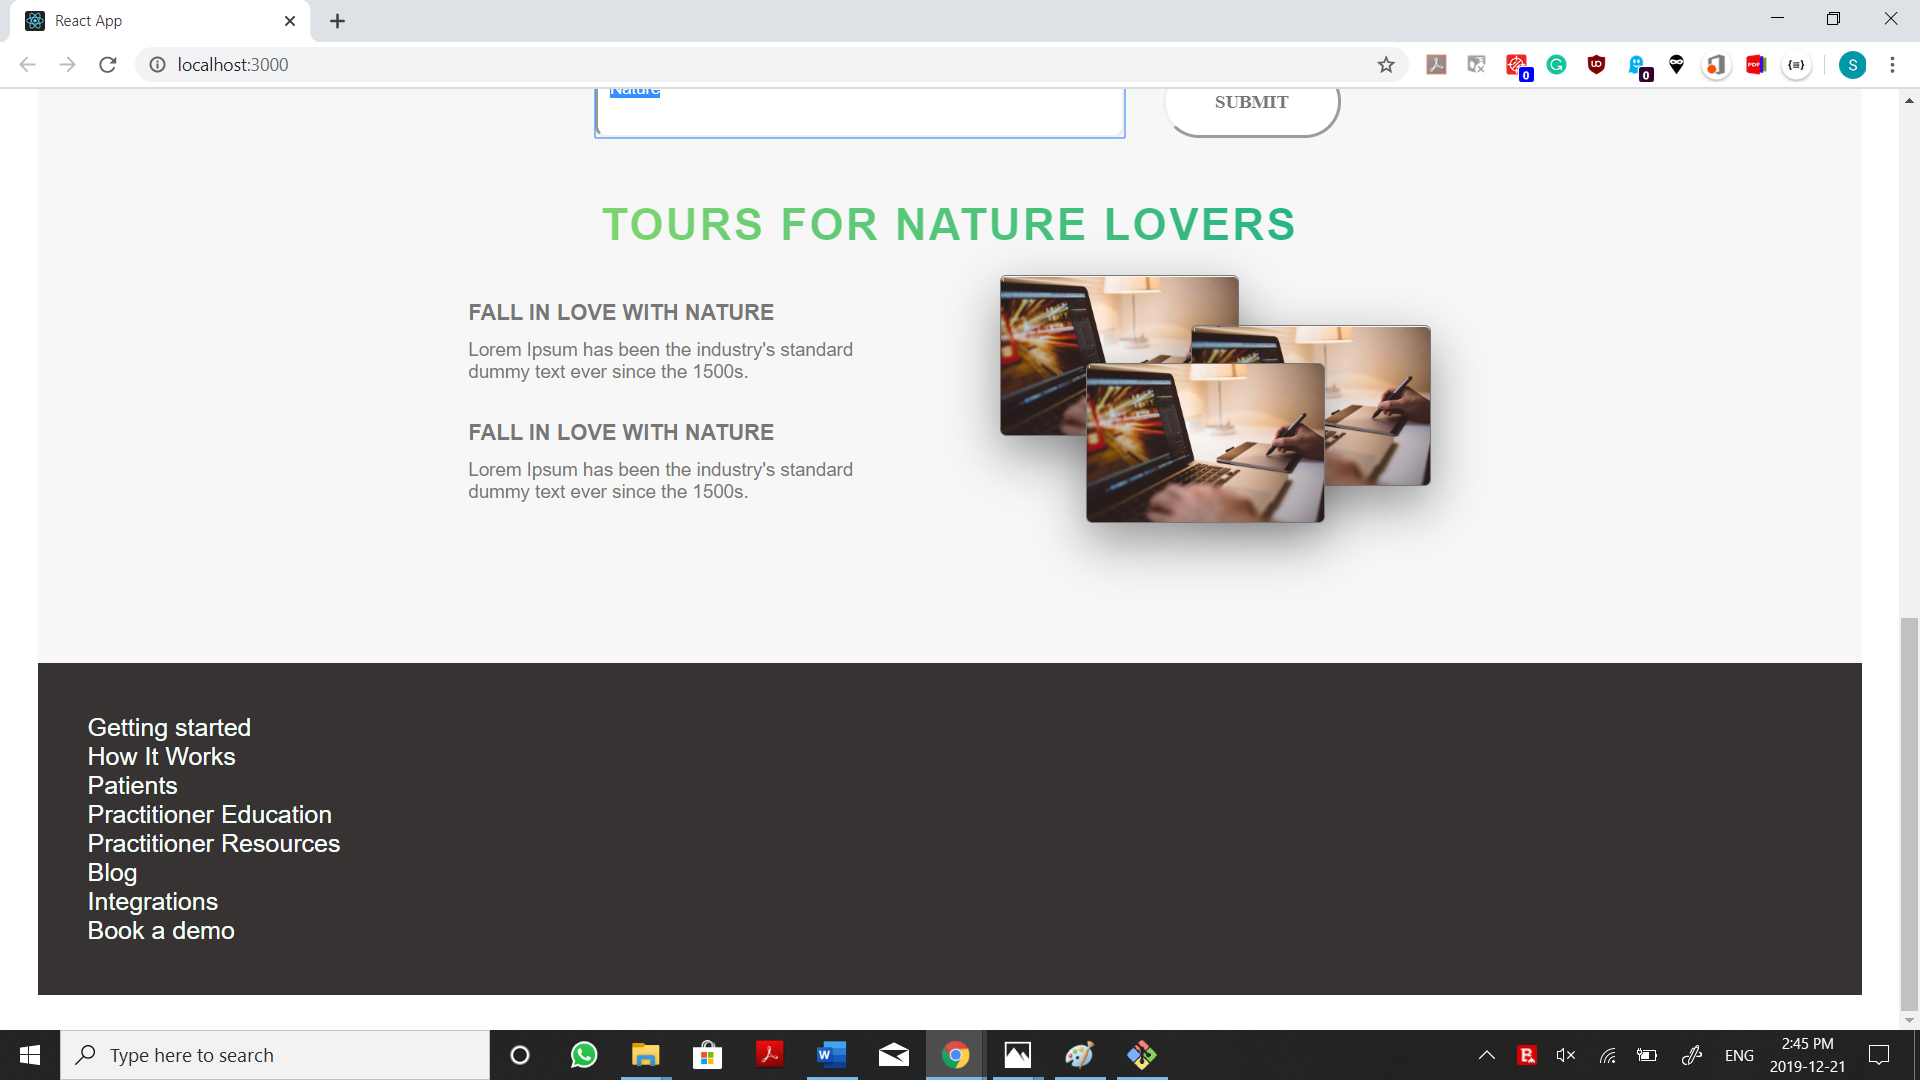 React App
localhost:3000
0
0
S
Nature
SUBMIT
TOURS FOR NATURE LOVERS
FALL IN LOVE WITH NATURE
Lorem Ipsum has been the industry's standard
dummy text ever since the 1500s.
FALL IN LOVE WITH NATURE
Lorem Ipsum has been the industry's standard
dummy text ever since the 1500s.
Getting started
How It Works
Patients
Practitioner Education
Practitioner Resources
Blog
Integrations
Book a demo
Type here to search
ENG
2:45 PM
2019-12-21